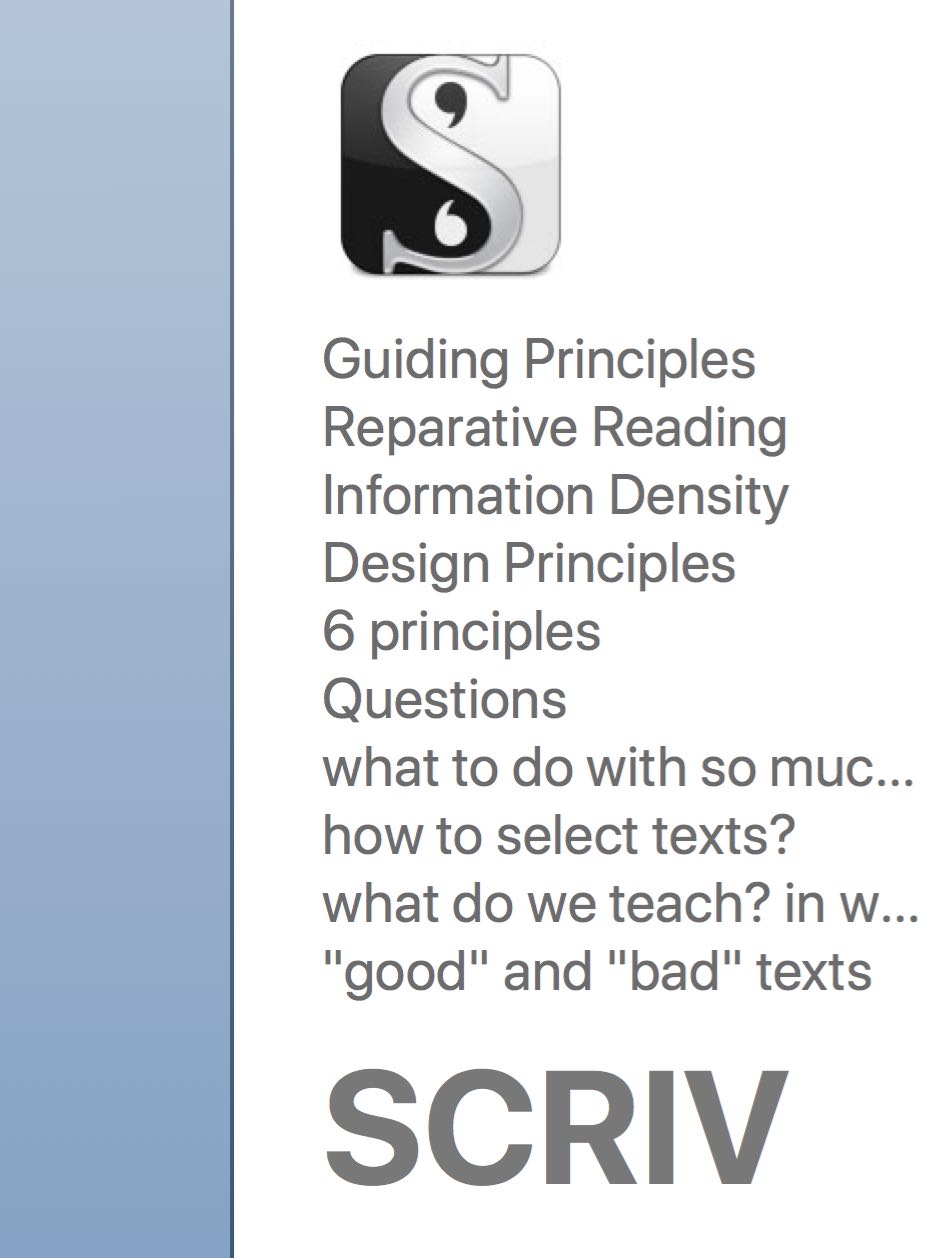 Guiding Principles
Reparative Reading
Information Density
Design Principles
6 principles
Questions
what to do with so muc...
how to select texts?
what do we teach? in w...
"good" and "bad" texts
SCRIV